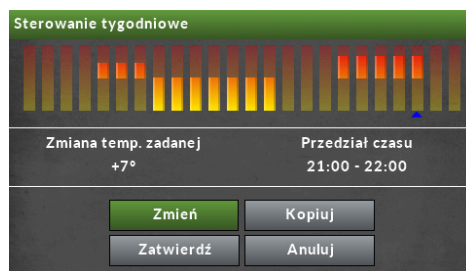 Sterowanie tygodniowe
Zmiana temp. zadanej
+7°
Przedział czasu
21:00 - 22:00
Zmień
Kopiuj
Zatwierdź
Anuluj